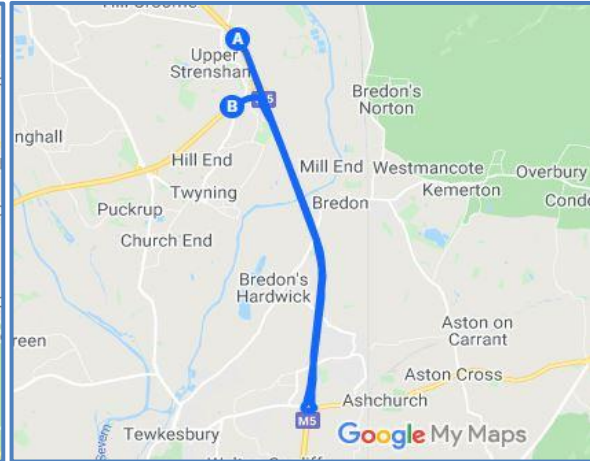 A
Upper
Strensham
B
Bredon's
Norton
Hill End
Mill End
Westmancote
Overbury
Twyning
Kemerton
Puckrup
Bredon
Church End
Bredon's
Hardwick
Aston on
Carrant
Aston Cross
Ashchurch
M5
Tewkesbury
Google My Maps
Severn